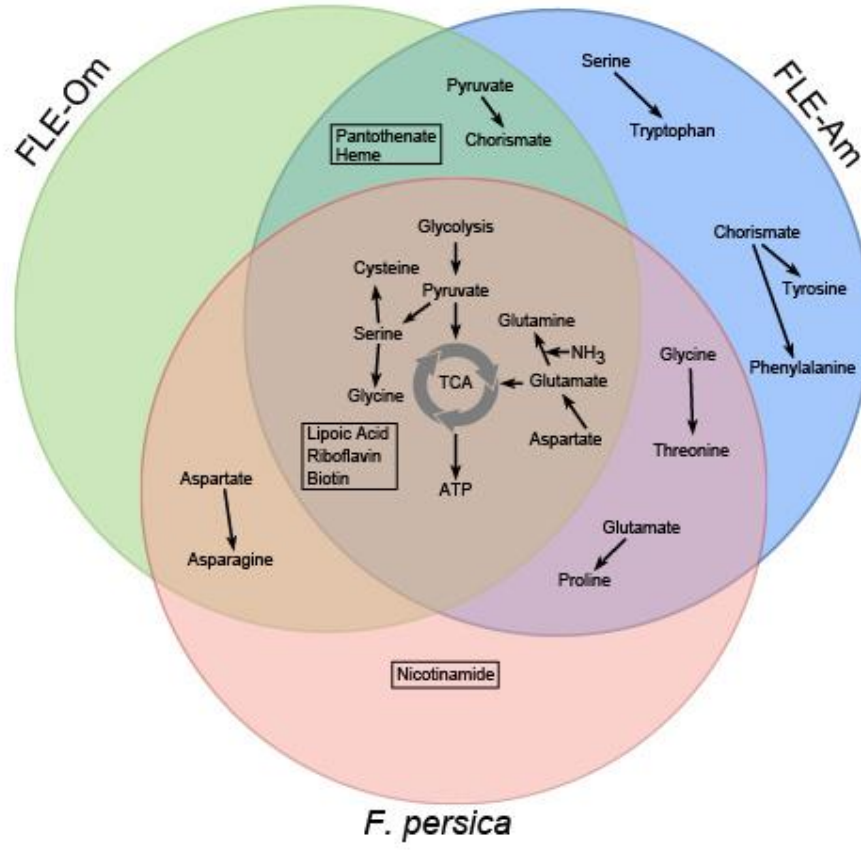 FLE-Om
FLE-Am
Serine
Tryptophan
Pyruvate
Chorismate
Pantothenate
Heme
Chorismate
Tyrosine
Phenylalanine
Glycolysis
Cysteine
Pyruvate
Serine
Glycine
TCA
ATP
Glutamine
NH3
Glutamate
Aspartate
Lipoic Acid
Riboflavin
Biotin
Glycine
Threonine
Aspartate
Asparagine
Glutamate
Proline
Nicotinamide
F. persica